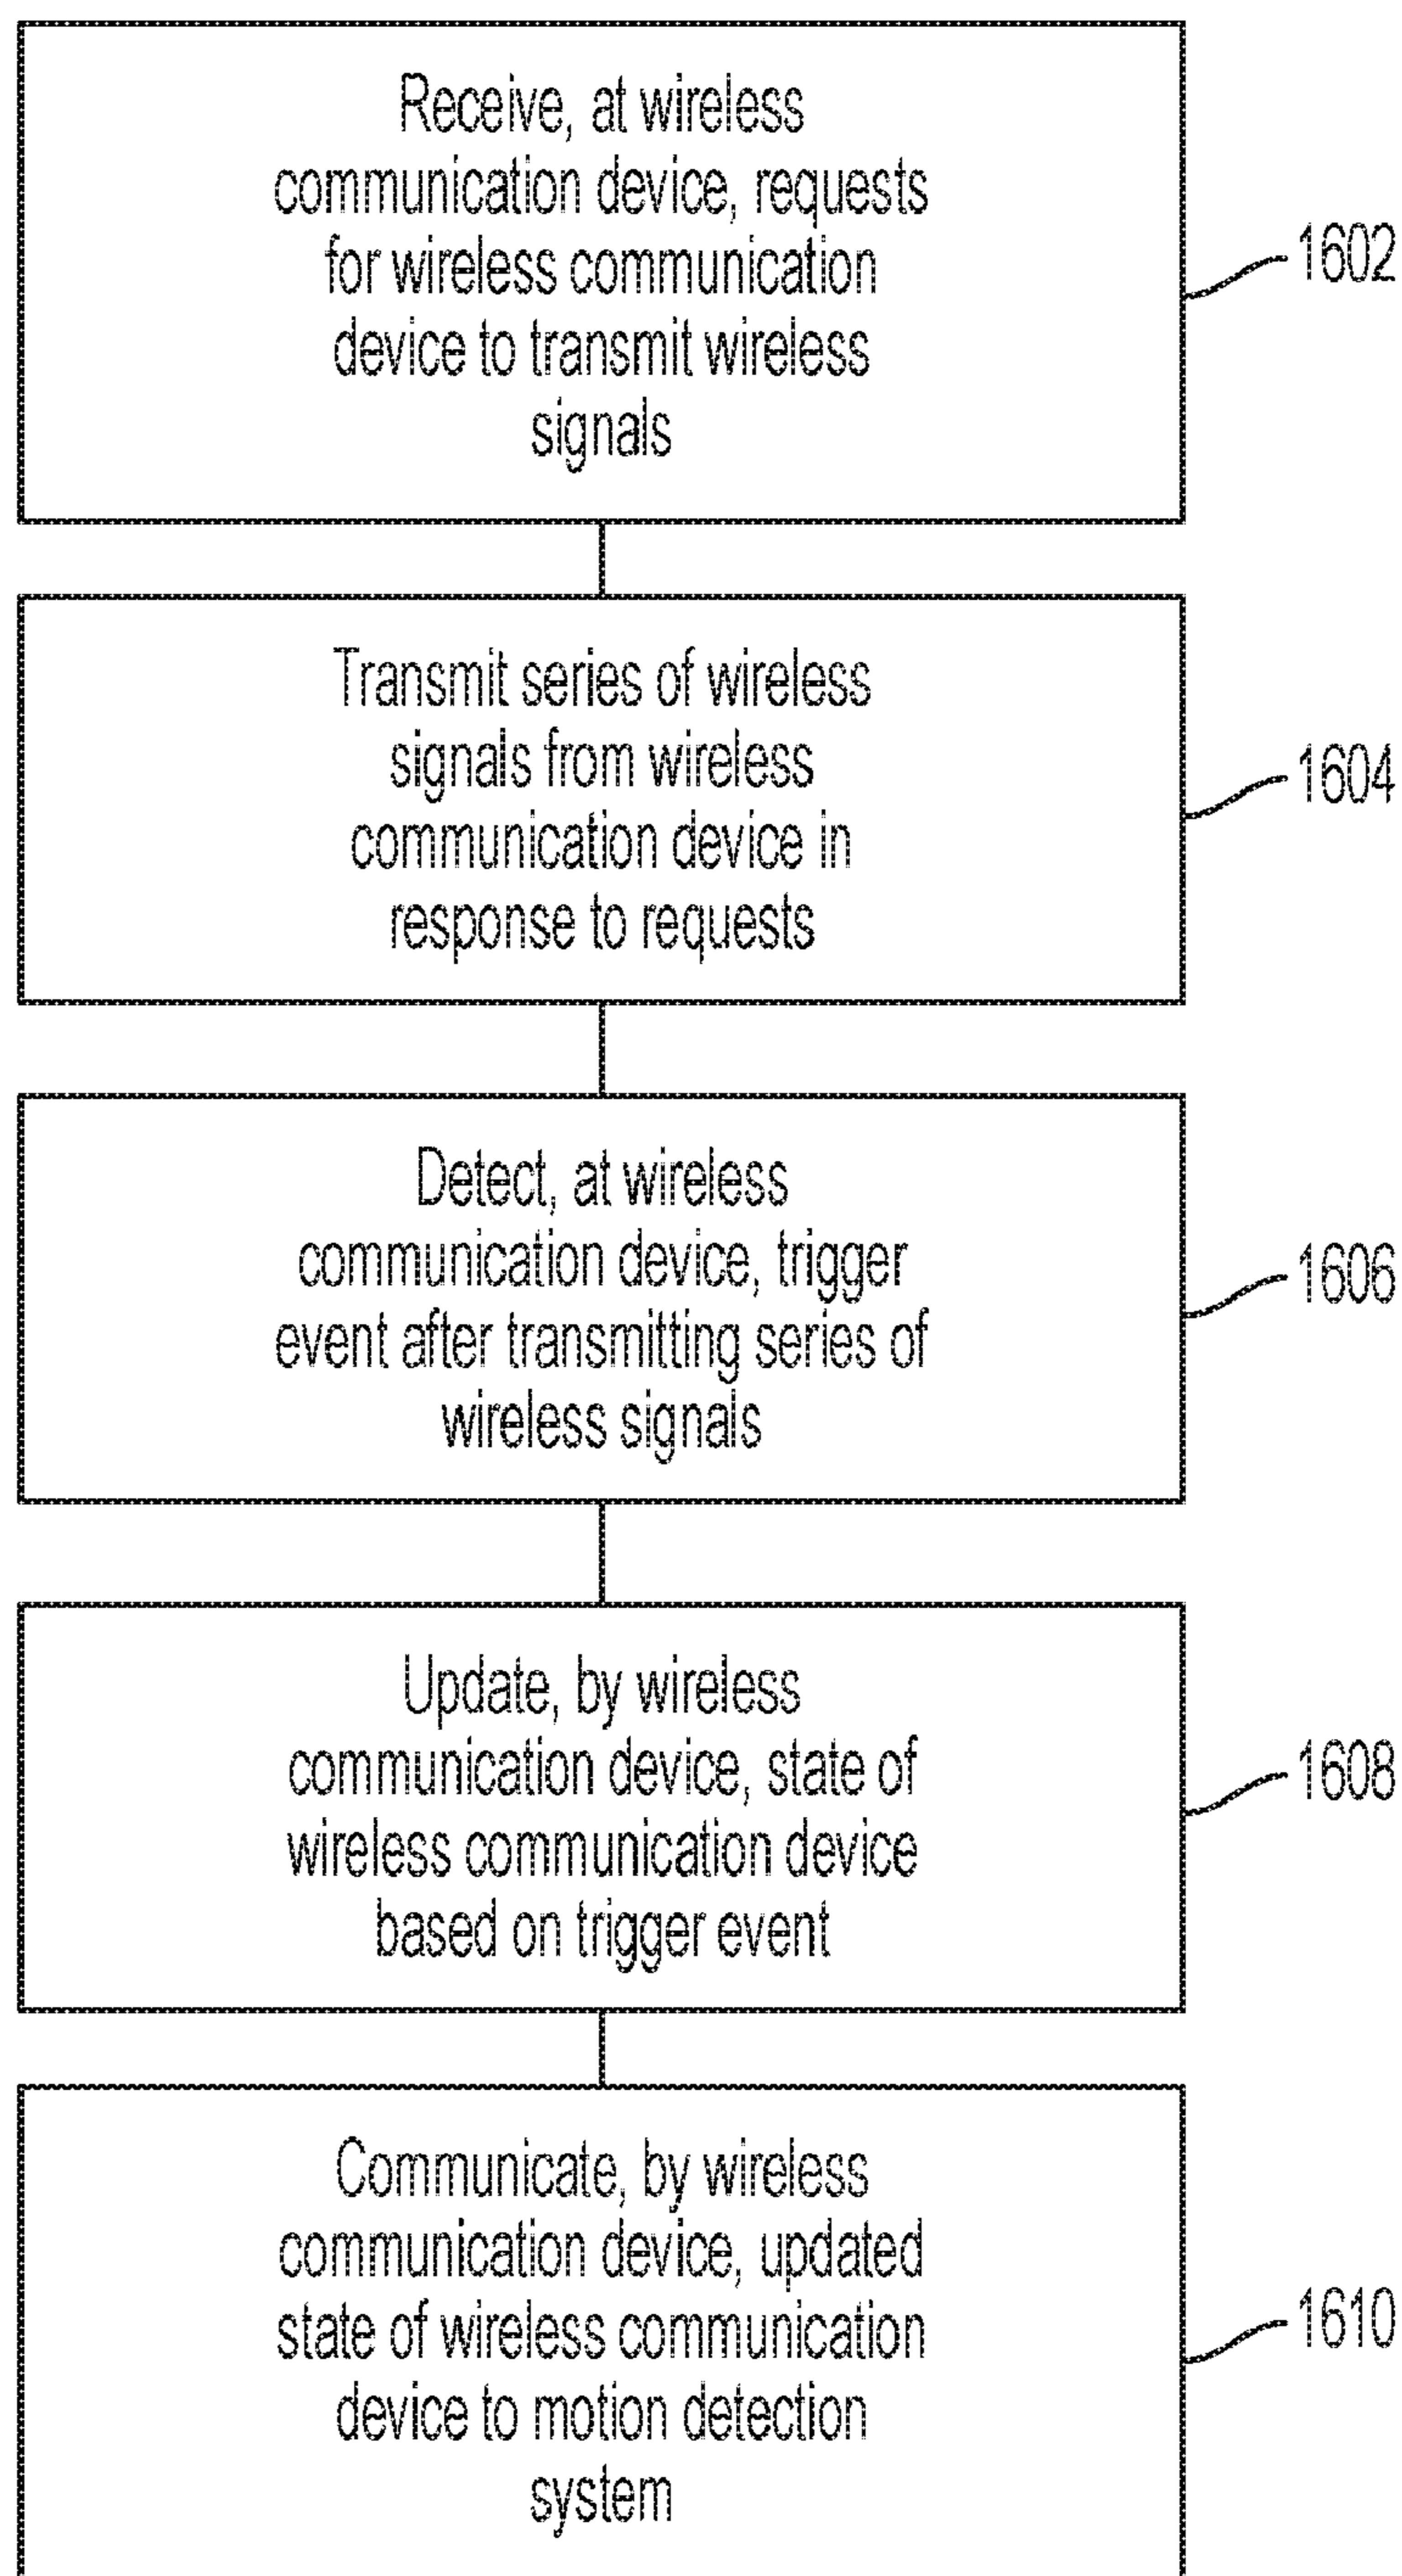 Receive, at wireless
communication device, requests
for wireless communication
device to transmit wireless
signals
1602
Transmit series of wireless
signals from wireless
communication device in
response to requests
1604
Detect, at wireless
communication device, trigger
event after transmitting series of
wireless signals
1606
Update, by wireless
communication device, state of
wireless communication device
based on trigger event
1608
Communicate, by wireless
communication device, updated
state of wireless communication
device to motion detection
system
1610